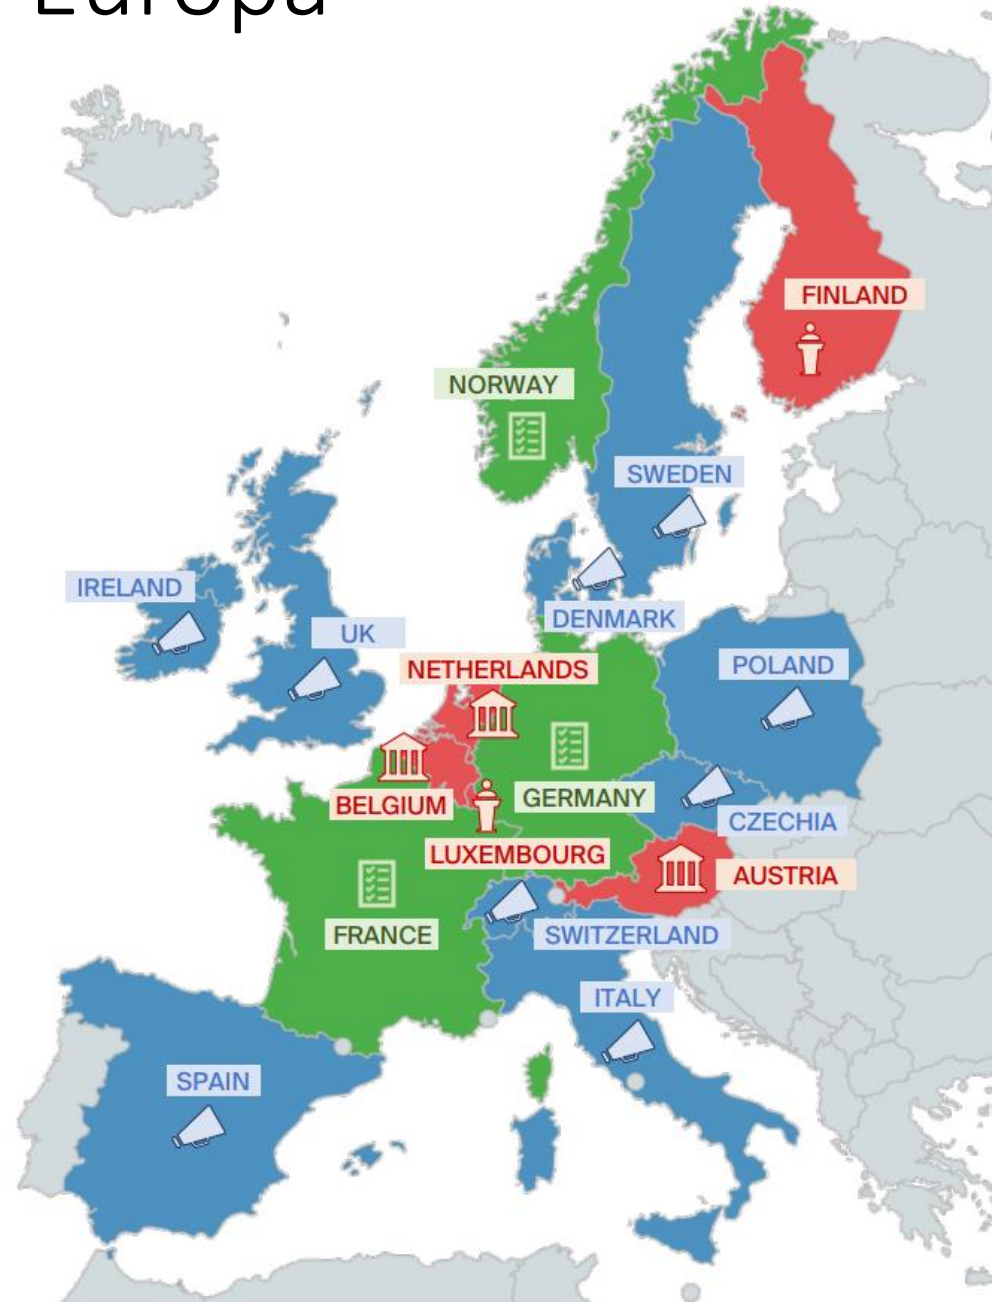 Europa
FINLAND
NORWAY
SWEDEN
IRELAND
DENMARK
UK
NETHERLANDS
POLAND
GERMANY
BELGIUM
CZECHIA
LUXEMBOURG
AUSTRIA
FRANCE
SWITZERLAND
ITALY
SPAIN